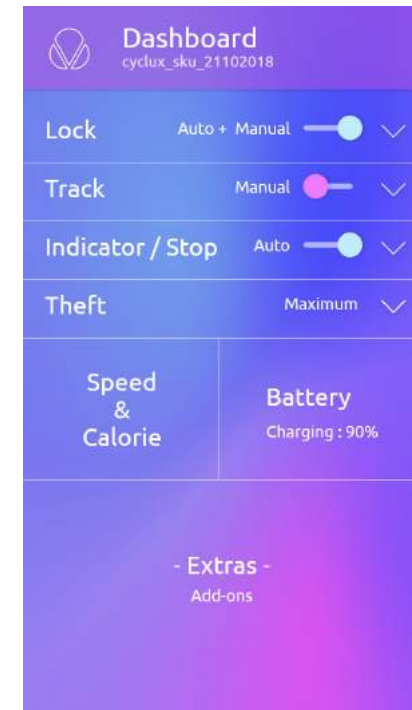 Dashboard
cyclux_sku_21102018
Lock Auto + Manual
Track Manual
Indicator / Stop Auto
Theft Maximum
Speed
&
Calorie
Battery
Charging : 90%
- Extras -
Add-ons